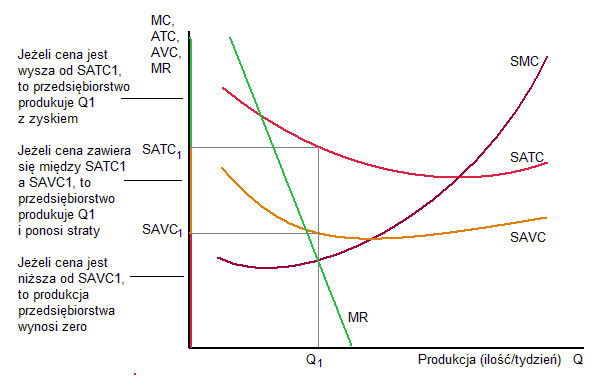 MC,
ATC,
AVC,
MR
Jeżeli cena jest
wysza od SATC1,
to przedsiębiorstwo
produkuje Q1
z zyskiem
SATC1
Jeżeli cena zawiera
się między SATC1
a SAVC1, to
przedsiębiorstwo
produkuje Q1
i ponosi straty
SAVC1
Jeżeli cena jest
niższa od SAVC1,
to produkcja
przedsiębiorstwa
wynosi zero
SMC
SATC
SAVC
MR
Q1
Produkcja (ilość/tydzień) Q